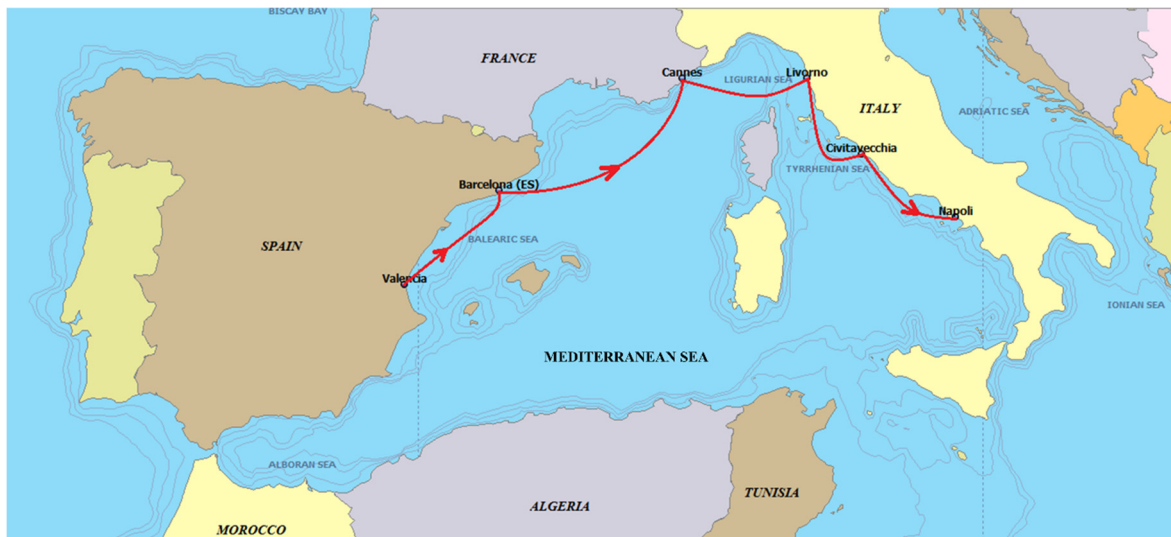 BISCAY BAY
FRANCE
Cannes
LIGURIAN SEA
Livorno
ITALY
ADRIATIC SEA
Civitavecchia
TYRRHENIAN SEA
Barcelona (ES)
Napoli
SPAIN
BALEARIC SEA
Valencia
IONIAN SEA
MEDITERRANEAN SEA
ALBORAN SEA
TUNISIA
ALGERIA
MOROCCO